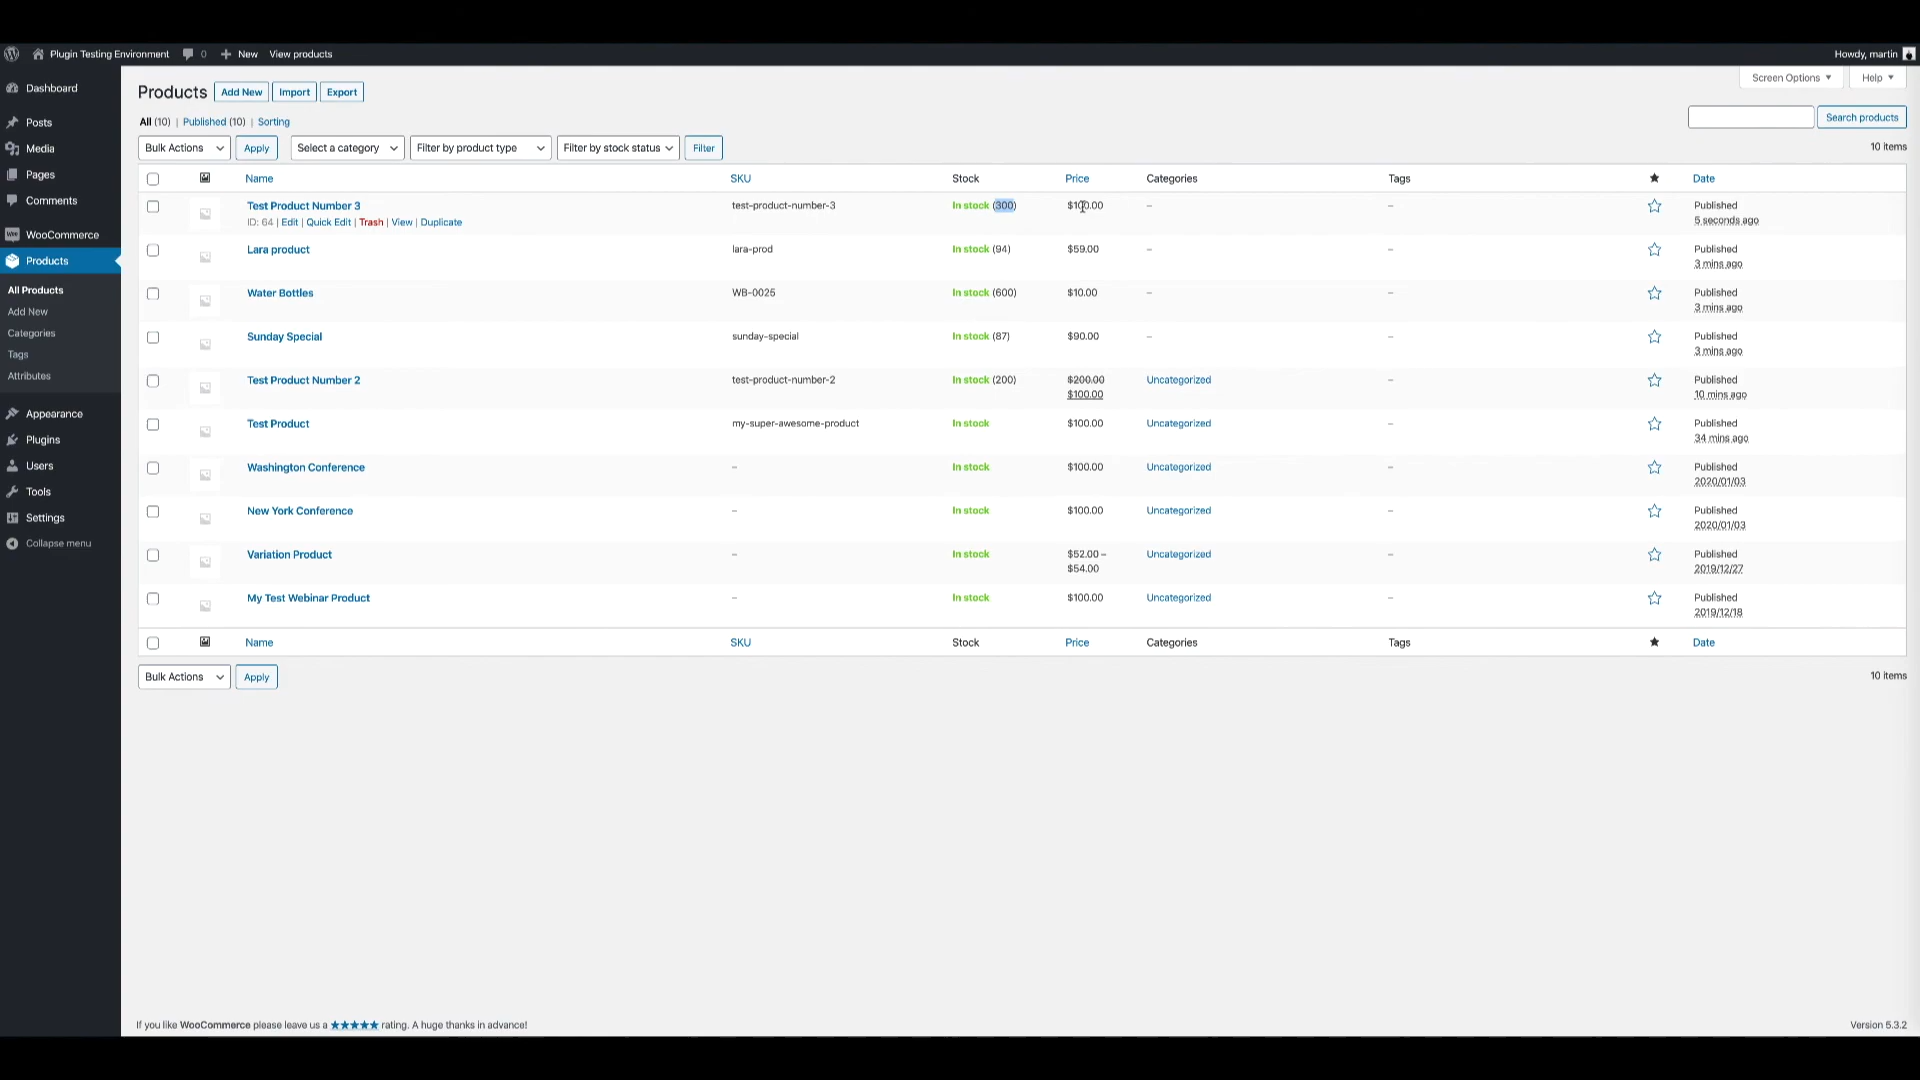 Plugin Testing Environment 0 New View products Howdy, martin
Screen Options Help
Dashboard
Posts
Media
Pages
Comments
WooCommerce
Products
All Products
Add New
Categories
Tags
Attributes
Appearance
Plugins
Users
Tools
Settings
Collapse menu
Products Add New Import Export
All (10) | Published (10) | Sorting
Search products
Bulk Actions Apply Select a category Filter by product type Filter by stock status Filter
10 items
Name SKU Stock Price Categories Tags Date
Test Product Number 3 test-product-number-3 In stock (300) $100.00 – – Published
ID: 64 | Edit | Quick Edit | Trash | View | Duplicate 5 seconds ago
Lara product lara-prod In stock (94) $59.00 – – Published
3 mins ago
Water Bottles WB-0025 In stock (600) $10.00 – – Published
3 mins ago
Sunday Special sunday-special In stock (87) $90.00 – – Published
3 mins ago
Test Product Number 2 test-product-number-2 In stock (200) $200.00 Uncategorized – Published
$100.00 10 mins ago
Test Product my-super-awesome-product In stock $100.00 Uncategorized – Published
34 mins ago
Washington Conference – In stock $100.00 Uncategorized – Published
2020/01/03
New York Conference – In stock $100.00 Uncategorized – Published
2020/01/03
Variation Product – In stock $52.00 – Uncategorized – Published
$54.00 2019/12/27
My Test Webinar Product – In stock $100.00 Uncategorized – Published
2019/12/18
Name SKU Stock Price Categories Tags Date
Bulk Actions Apply 10 items
If you like WooCommerce please leave us a ★★★★★ rating. A huge thanks in advance! Version 5.3.2